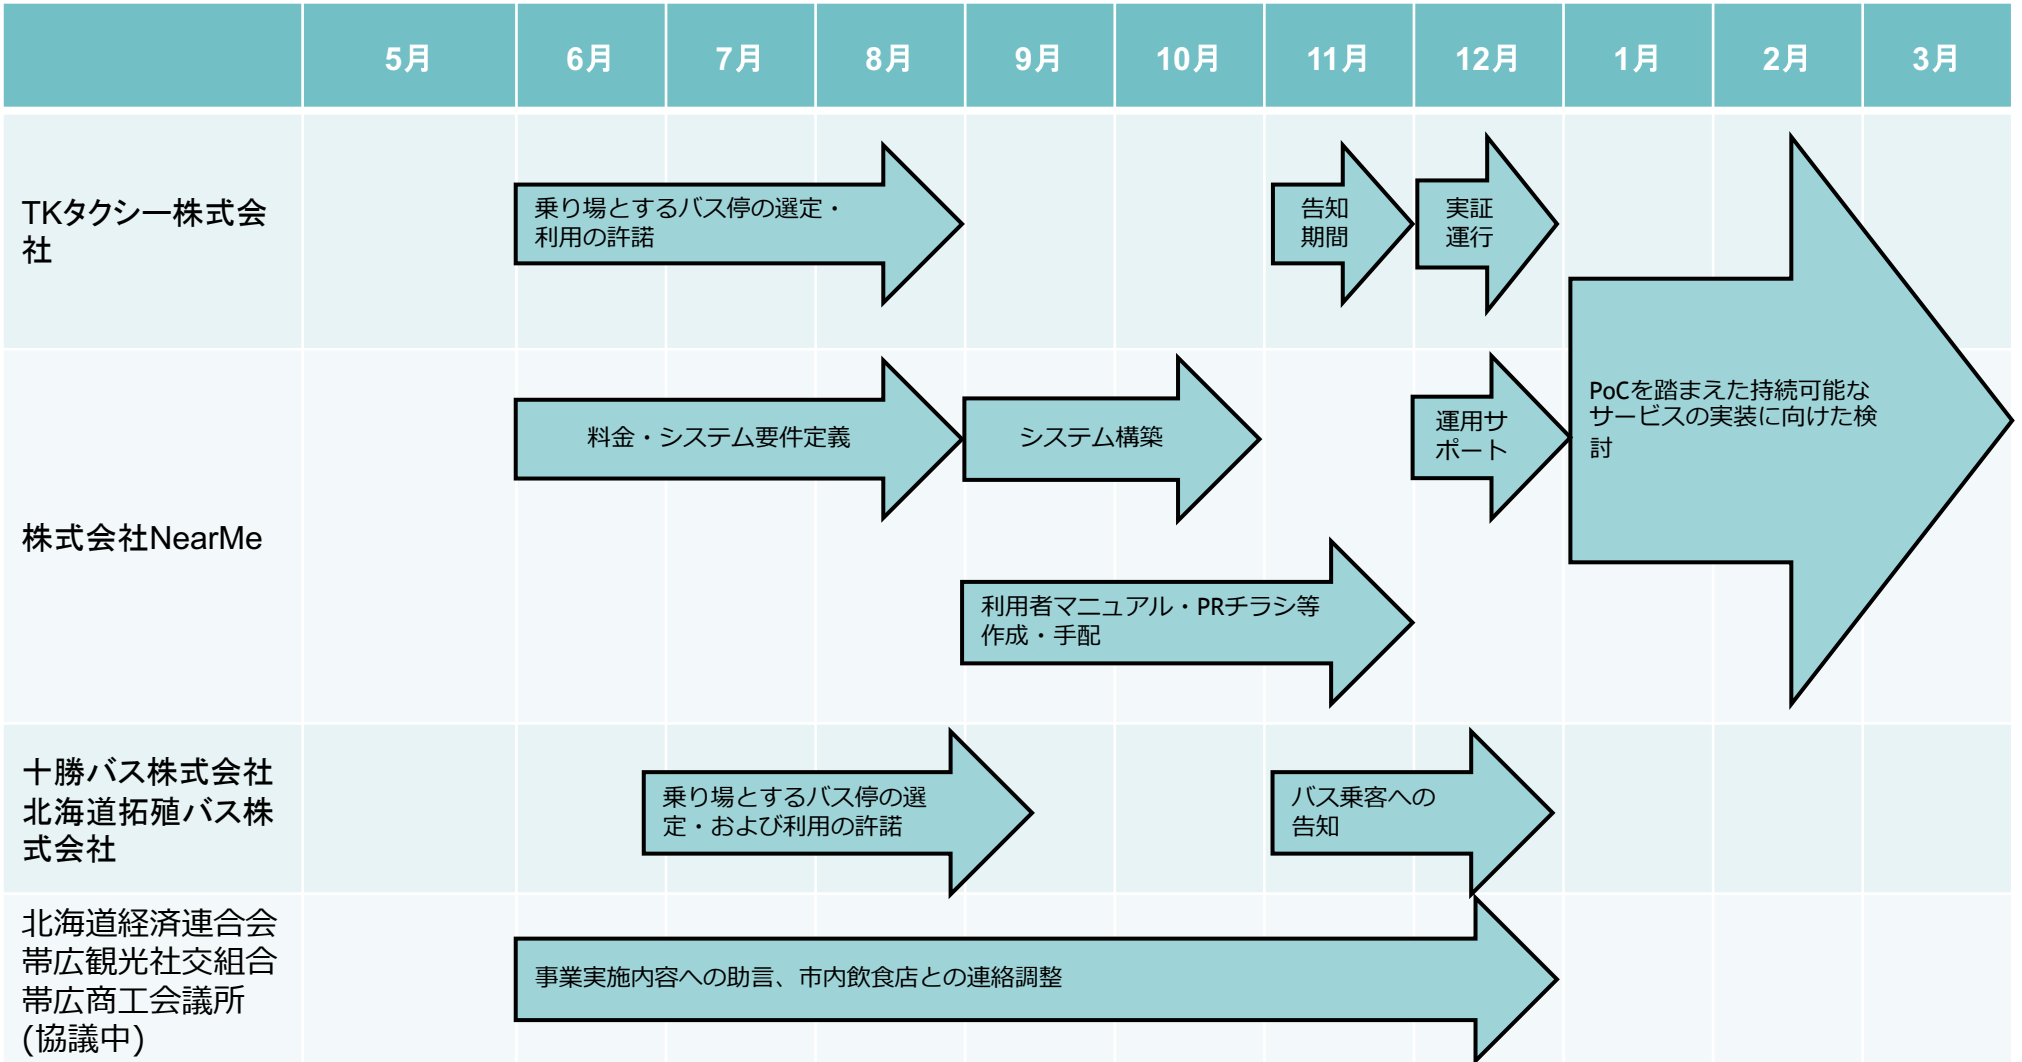 5月
6月
7月
8月
9月
10月
11月
12月
1月
2月
3月
TKタクシー株式会
社
乗り場とするバス停の選定・
利用の許諾
告知
期間
実証
運行
株式会社NearMe
料金・システム要件定義
システム構築
運用サ
ポート
利用者マニュアル・PRチラシ等
作成・手配
PoCを踏まえた持続可能な
サービスの実装に向けた検
討
十勝バス株式会社
北海道拓殖バス株
式会社
乗り場とするバス停の選
定・および利用の許諾
バス乗客への
告知
北海道経済連合会
帯広観光社交組合
帯広商工会議所
(協議中)
事業実施内容への助言、市内飲食店との連絡調整